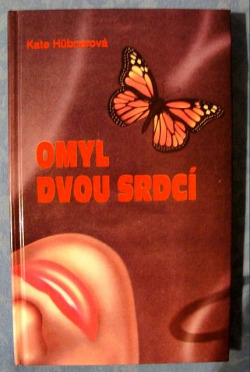 Kate Hübnerová
OMYL
DVOU SRDCÍ